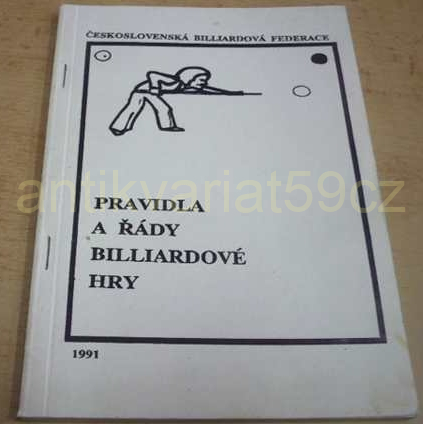 ČESKOSLOVENSKÁ BILLIARDOVÁ FEDERACE
antikvariat59cz
PRAVIDLA
A ŘÁDY
BILLIARDOVÉ
HRY
1991